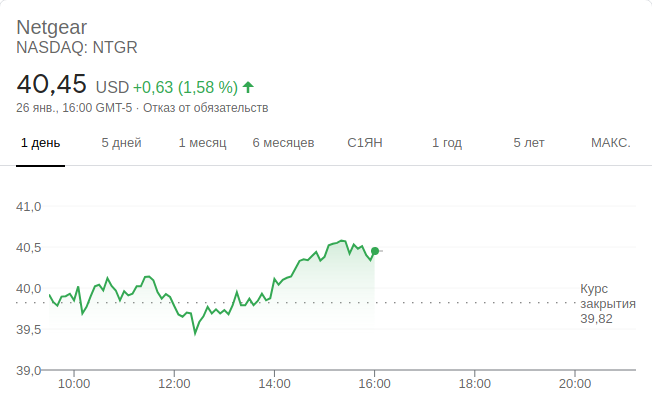 Netgear
NASDAQ: NTGR
40,45 USD +0,63 (1,58 %)
26 янв., 16:00 GMT-5 · Отказ от обязательств
1 день 5 дней 1 месяц 6 месяцев С1ЯН 1 год 5 лет МАКС.
41,0
40,5
40,0
39,5
39,0
Курс
закрытия
39,82
10:00 12:00 14:00 16:00 18:00 20:00